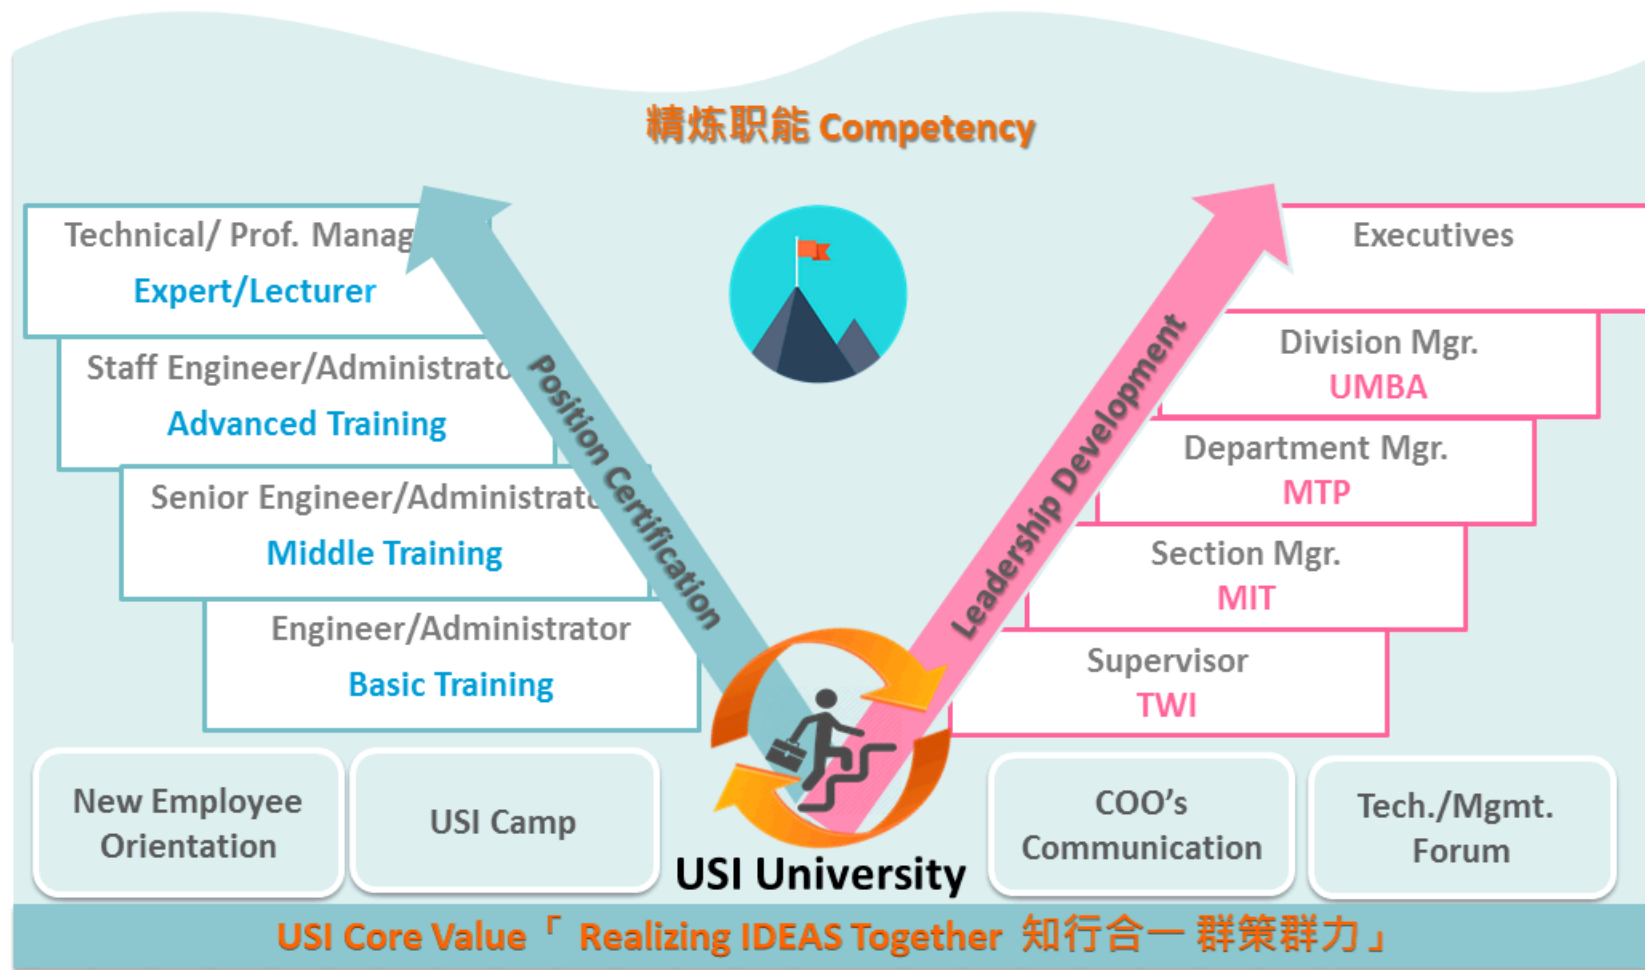 精炼职能 Competency
Technical/ Prof. Manag
Expert/Lecturer
Staff Engineer/Administrato
Advanced Training
Senior Engineer/Administrat
Middle Training
Engineer/Administrator
Basic Training
Position Certification
Leadership Development
Executives
Division Mgr.
UMBA
Department Mgr.
MTP
Section Mgr.
MIT
Supervisor
TWI
New Employee
Orientation
USI Camp
USI University
COO's
Communication
Tech./Mgmt.
Forum
USI Core Value「 Realizing IDEAS Together 知行合一 群策群力」